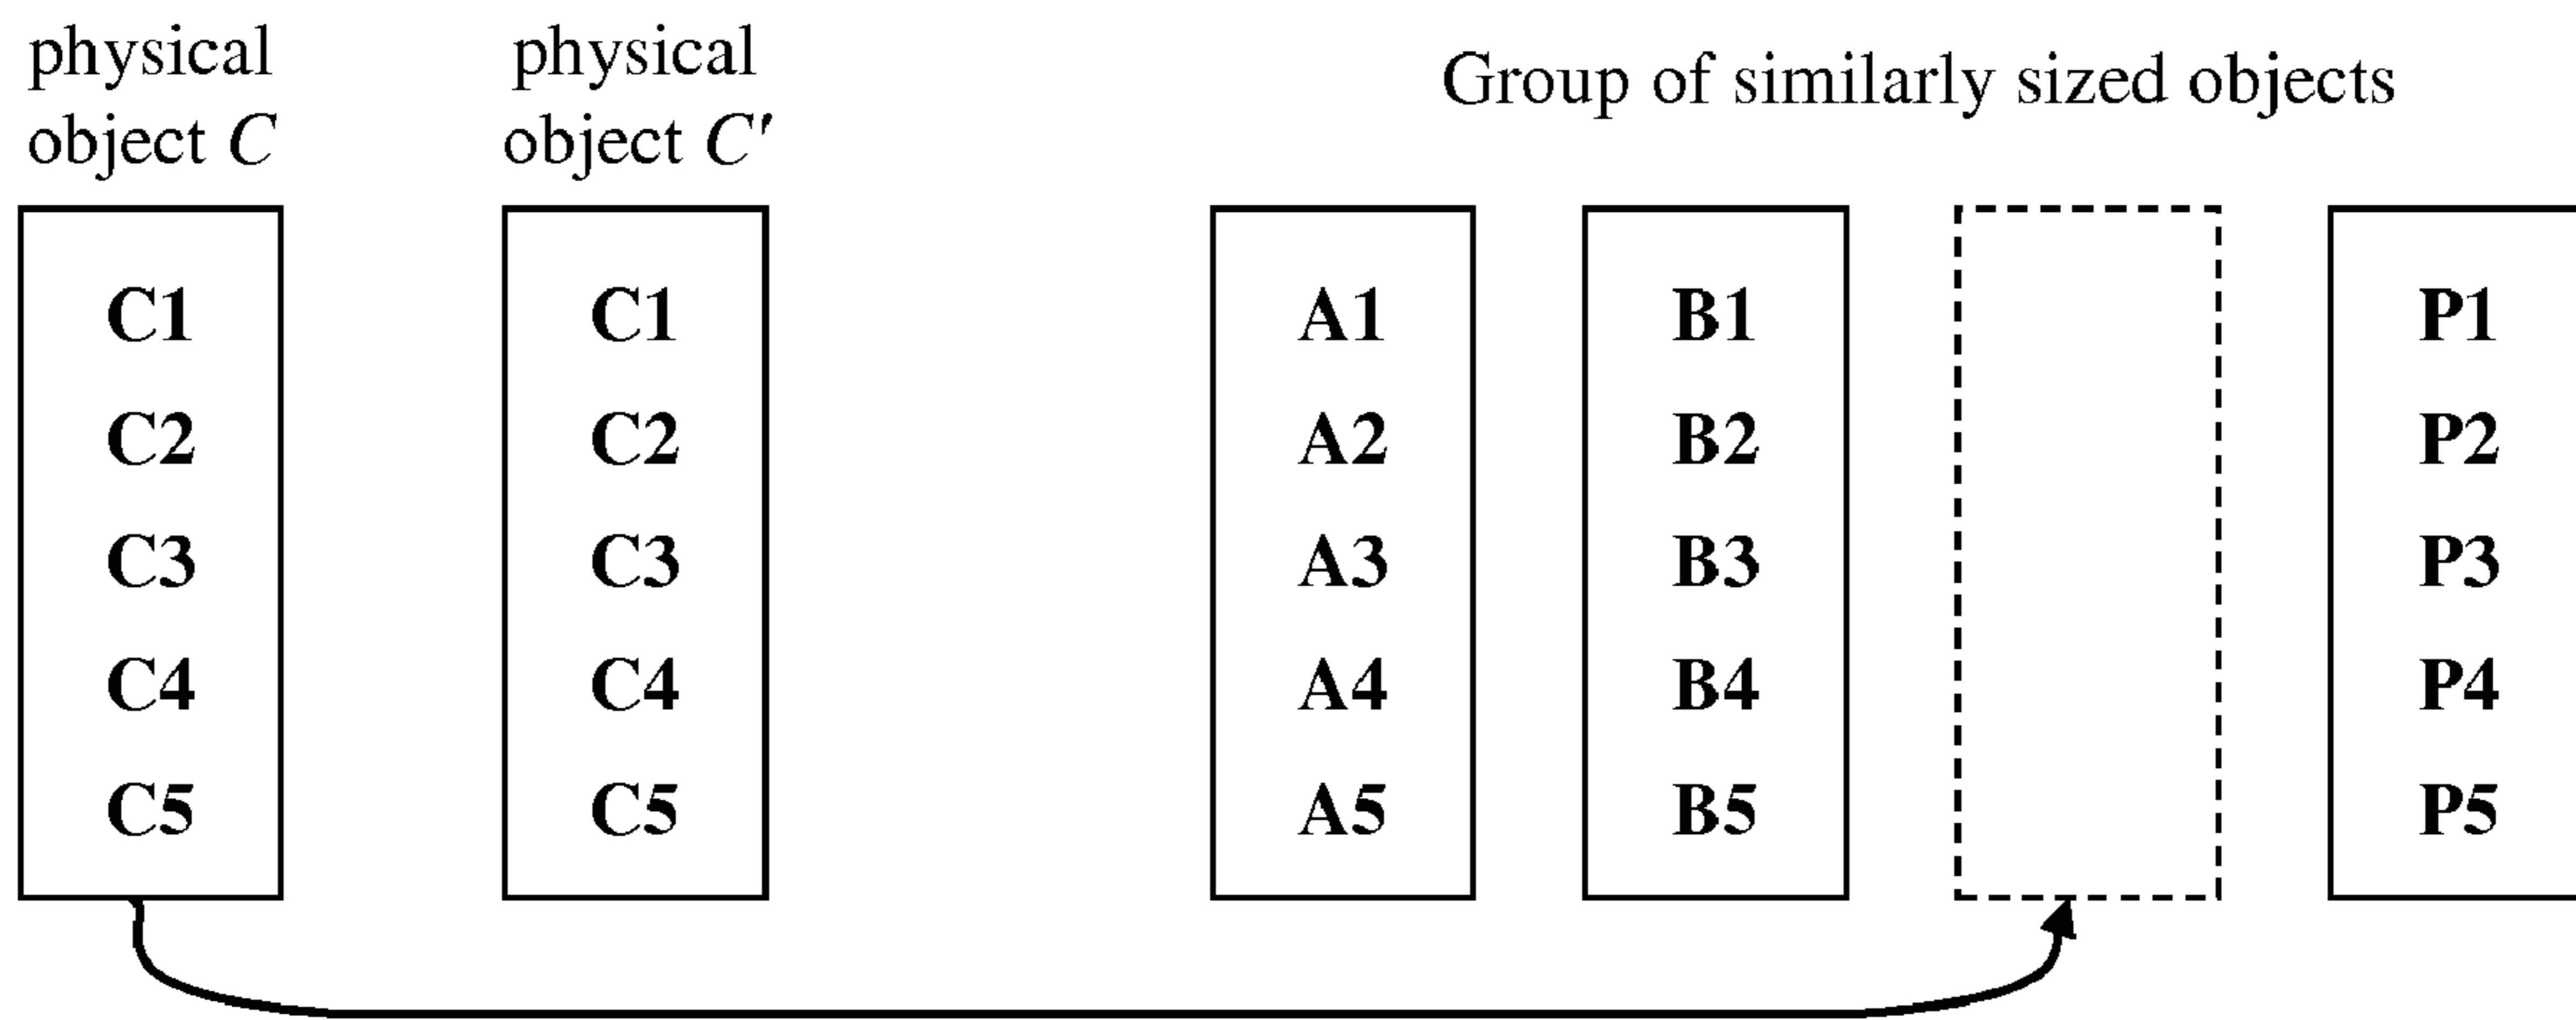 physical
object C
physical
object C'
Group of similarly sized objects
C1
C2
C3
C4
C5
C1
C2
C3
C4
C5
A1
A2
A3
A4
A5
B1
B2
B3
B4
B5
P1
P2
P3
P4
P5